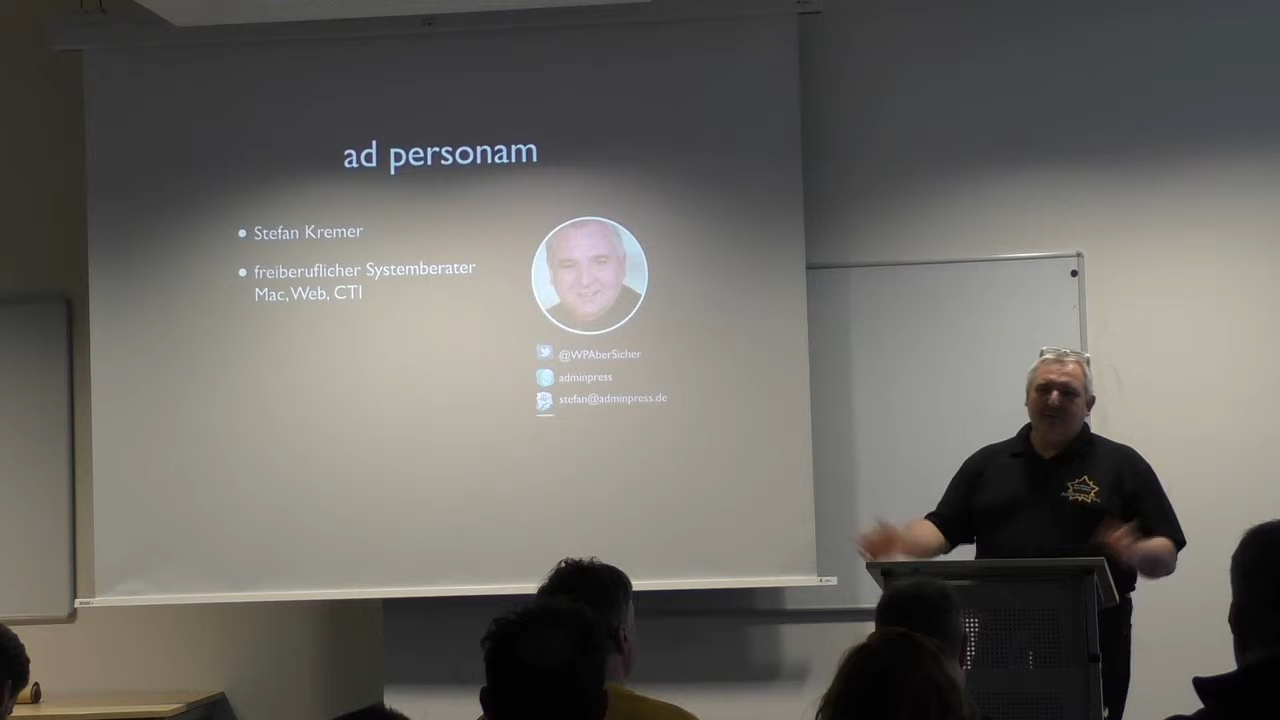 ad personam
Stefan Kremer
freiberuflicher Systemberater
Mac, Web, CTI
@WPAberSicher
adminpress
stefan@adminpress.de